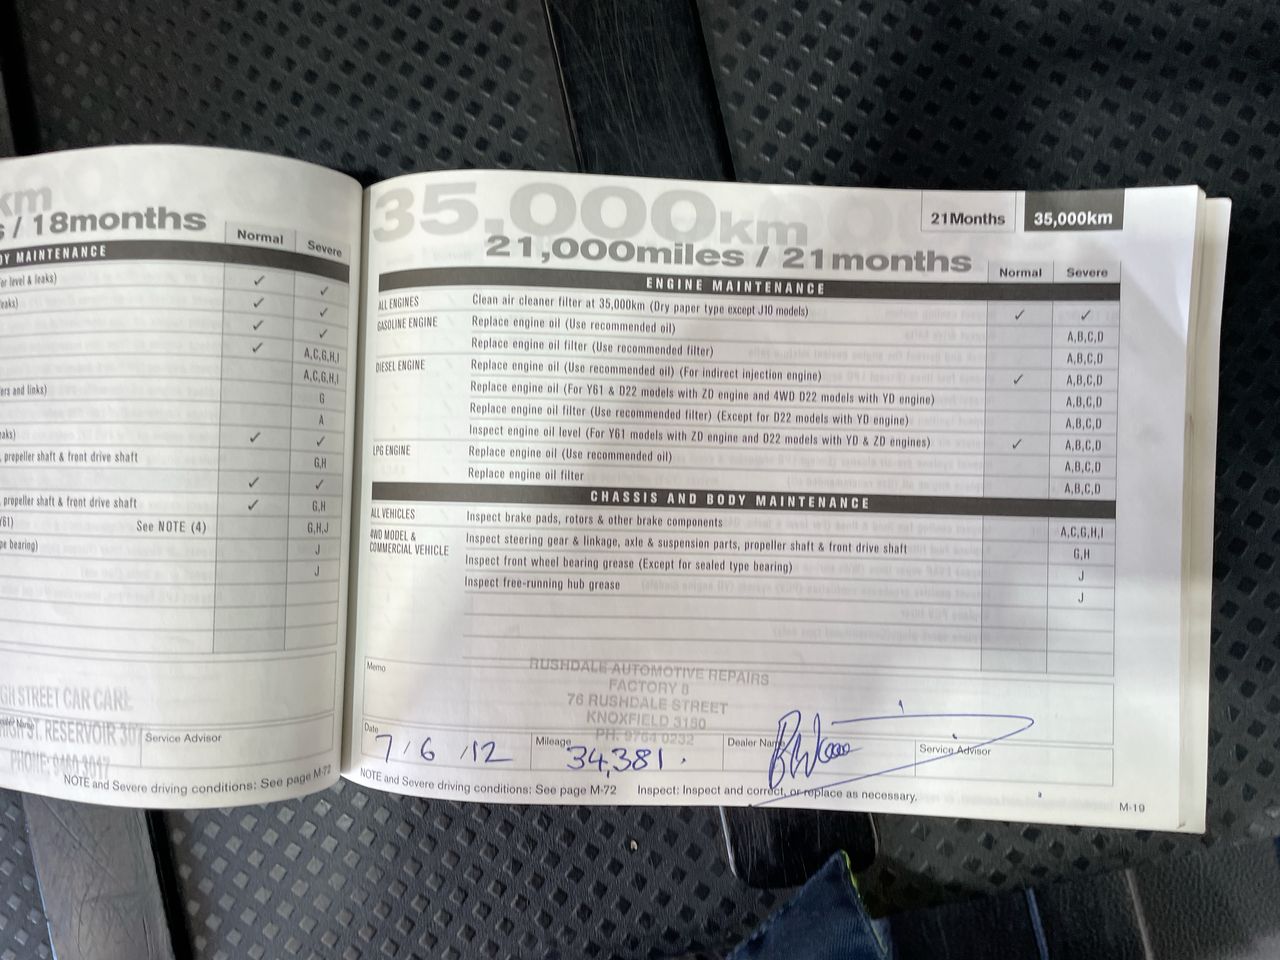 km
/ 18months
Normal Severe
DY MAINTENANCE
for level & leaks) ✓ ✓
leaks) ✓ ✓
✓ ✓
✓ A,C,G,H,I
A,C,G,H,I
ers and links) G
A
aks) ✓ ✓
, propeller shaft & front drive shaft G,H
✓ ✓
, propeller shaft & front drive shaft ✓ G,H
Y61) See NOTE (4) G,H,J
pe bearing) J
J
GH STREET CAR CARE
HIGH ST. RESERVOIR 30
Service Advisor
PHONE: 9460 3017
NOTE and Severe driving conditions: See page M-72
35,000km
21,000miles / 21months
21Months 35,000km
Normal Severe
ENGINE MAINTENANCE
ALL ENGINES Clean air cleaner filter at 35,000km (Dry paper type except J10 models) ✓ ✓
GASOLINE ENGINE Replace engine oil (Use recommended oil) A,B,C,D
Replace engine oil filter (Use recommended filter) A,B,C,D
DIESEL ENGINE Replace engine oil (Use recommended oil) (For indirect injection engine) ✓ A,B,C,D
Replace engine oil (For Y61 & D22 models with ZD engine and 4WD D22 models with YD engine) A,B,C,D
Replace engine oil filter (Use recommended filter) (Except for D22 models with YD engine) A,B,C,D
Inspect engine oil level (For Y61 models with ZD engine and D22 models with YD & ZD engines) ✓ A,B,C,D
LPG ENGINE Replace engine oil (Use recommended oil) A,B,C,D
Replace engine oil filter A,B,C,D
CHASSIS AND BODY MAINTENANCE
ALL VEHICLES Inspect brake pads, rotors & other brake components A,C,G,H,I
4WD MODEL & COMMERCIAL VEHICLE Inspect steering gear & linkage, axle & suspension parts, propeller shaft & front drive shaft G,H
Inspect front wheel bearing grease (Except for sealed type bearing) J
Inspect free-running hub grease J
Memo
RUSHDALE AUTOMOTIVE REPAIRS
FACTORY 8
76 RUSHDALE STREET
KNOXFIELD 3180
PH: 9764 0232
Date 7/6/12 Mileage 34,381. Dealer Name Service Advisor
NOTE and Severe driving conditions: See page M-72 Inspect: Inspect and correct, or replace as necessary.
M-19